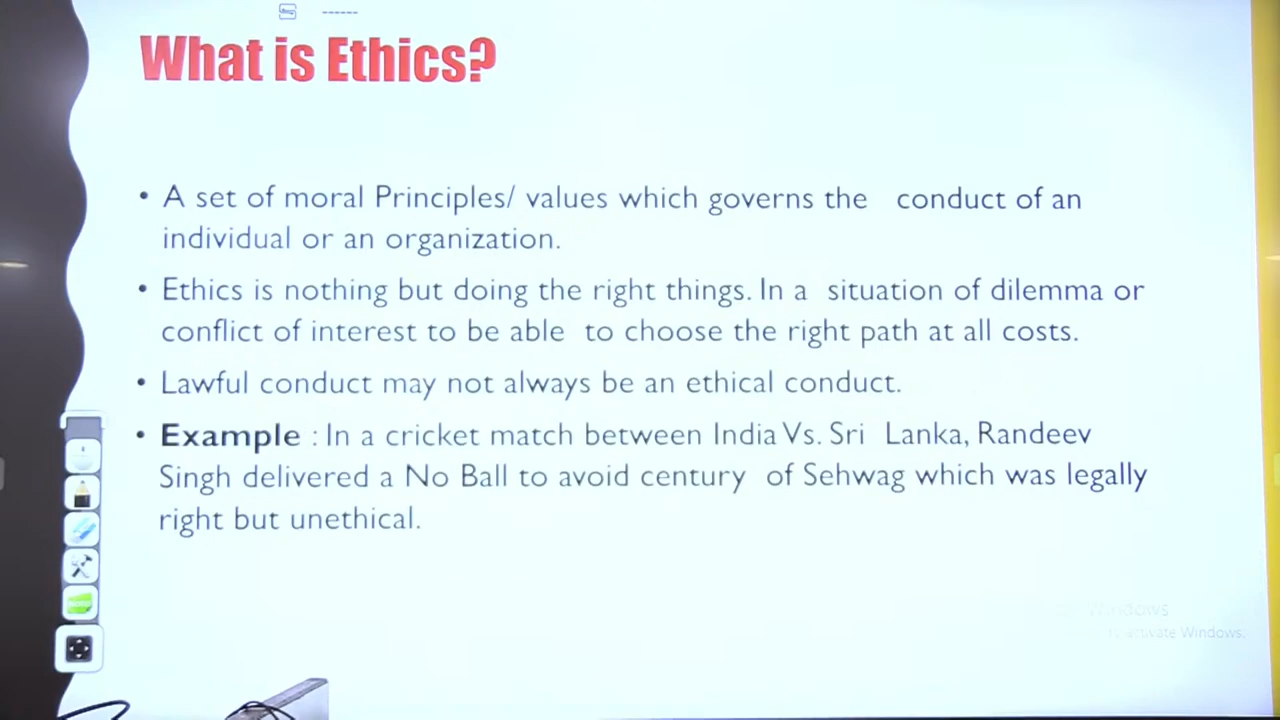 What is Ethics?
• A set of moral Principles/ values which governs the conduct of an
individual or an organization.
• Ethics is nothing but doing the right things. In a situation of dilemma or
conflict of interest to be able to choose the right path at all costs.
• Lawful conduct may not always be an ethical conduct.
• Example : In a cricket match between India Vs. Sri Lanka, Randeev
Singh delivered a No Ball to avoid century of Sehwag which was legally
right but unethical.
Windows
activate Windows.